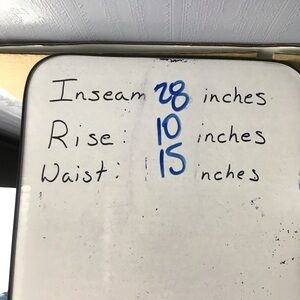 Inseam 28 inches
Rise: 10 inches
Waist: 15 inches